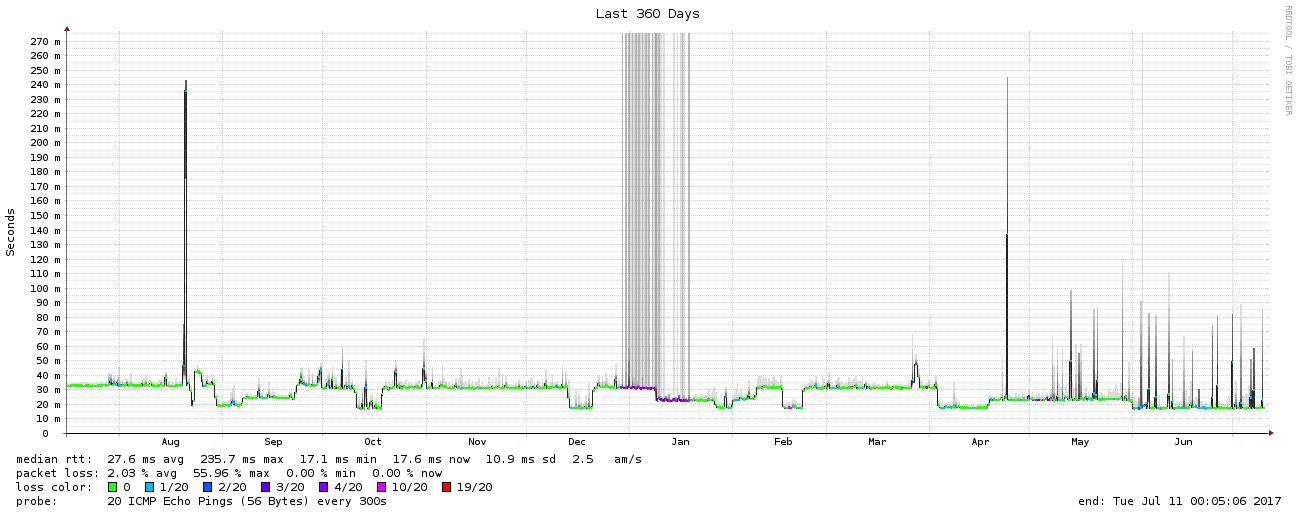 Last 360 Days
RRDTOOL / TOBI OETIKER
Seconds
270 m
260 m
250 m
240 m
230 m
220 m
210 m
200 m
190 m
180 m
170 m
160 m
150 m
140 m
130 m
120 m
110 m
100 m
90 m
80 m
70 m
60 m
50 m
40 m
30 m
20 m
10 m
0
Aug Sep Oct Nov Dec Jan Feb Mar Apr May Jun
median rtt: 27.6 ms avg 235.7 ms max 17.1 ms min 17.6 ms now 10.9 ms sd 2.5 am/s
packet loss: 2.03 % avg 55.96 % max 0.00 % min 0.00 % now
loss color: 0 1/20 2/20 3/20 4/20 10/20 19/20
probe: 20 ICMP Echo Pings (56 Bytes) every 300s end: Tue Jul 11 00:05:06 2017